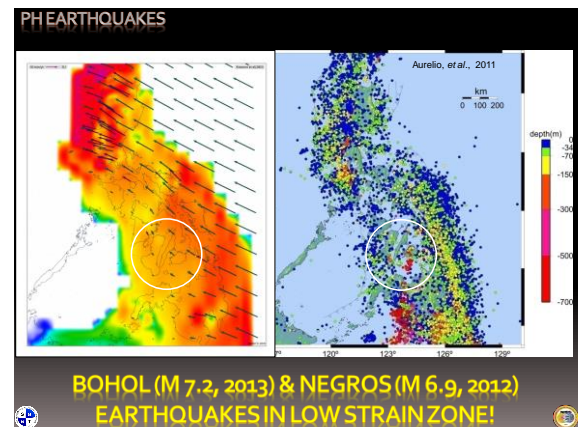 PH EARTHQUAKES
Aurelio, et al., 2011
km
0 100 200
depth(m)
0
-34
-70
-150
-300
-500
-700
120° 123° 126° 129°
BOHOL (M 7.2, 2013) & NEGROS (M 6.9, 2012)
EARTHQUAKES IN LOW STRAIN ZONE!